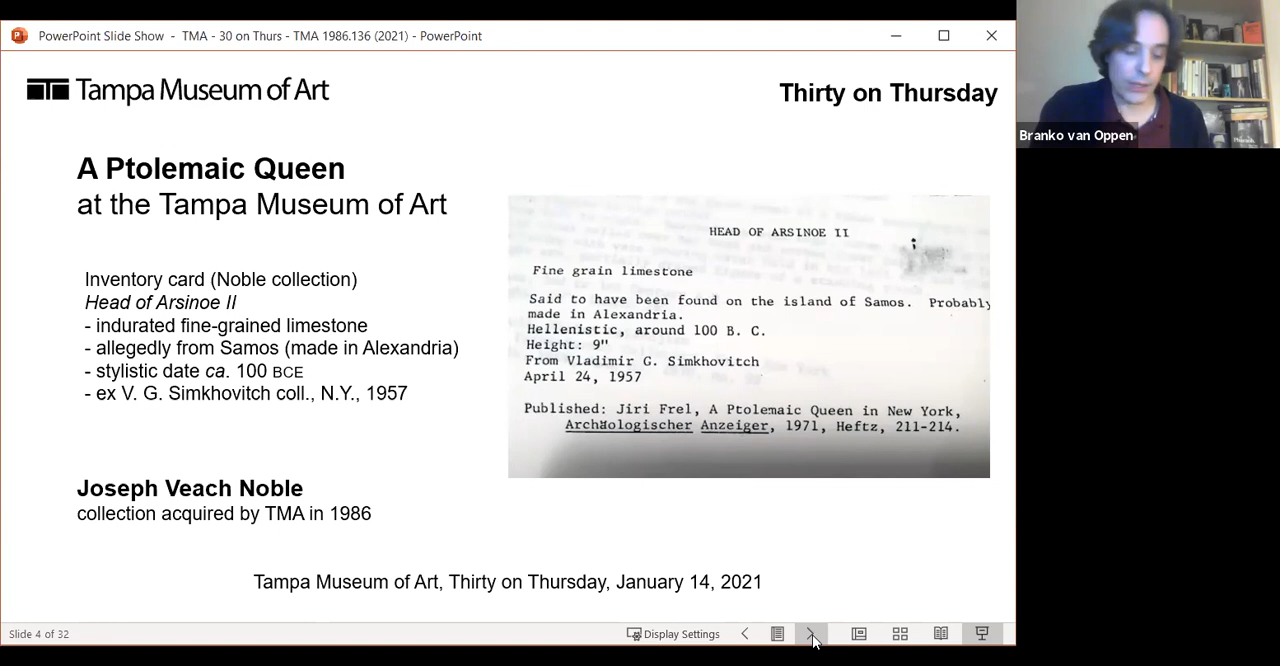 PowerPoint Slide Show - TMA - 30 on Thurs - TMA 1986.136 (2021) - PowerPoint
Tampa Museum of Art
Thirty on Thursday
Branko van Oppen
A Ptolemaic Queen
at the Tampa Museum of Art
Inventory card (Noble collection)
Head of Arsinoe II
- indurated fine-grained limestone
- allegedly from Samos (made in Alexandria)
- stylistic date ca. 100 BCE
- ex V. G. Simkhovitch coll., N.Y., 1957
HEAD OF ARSINOE II
Fine grain limestone
Said to have been found on the island of Samos. Probably
made in Alexandria.
Hellenistic, around 100 B. C.
Height: 9"
From Vladimir G. Simkhovitch
April 24, 1957
Published: Jiri Frel, A Ptolemaic Queen in New York,
Archäologischer Anzeiger, 1971, Heftz, 211-214.
Joseph Veach Noble
collection acquired by TMA in 1986
Tampa Museum of Art, Thirty on Thursday, January 14, 2021
Slide 4 of 32
Display Settings